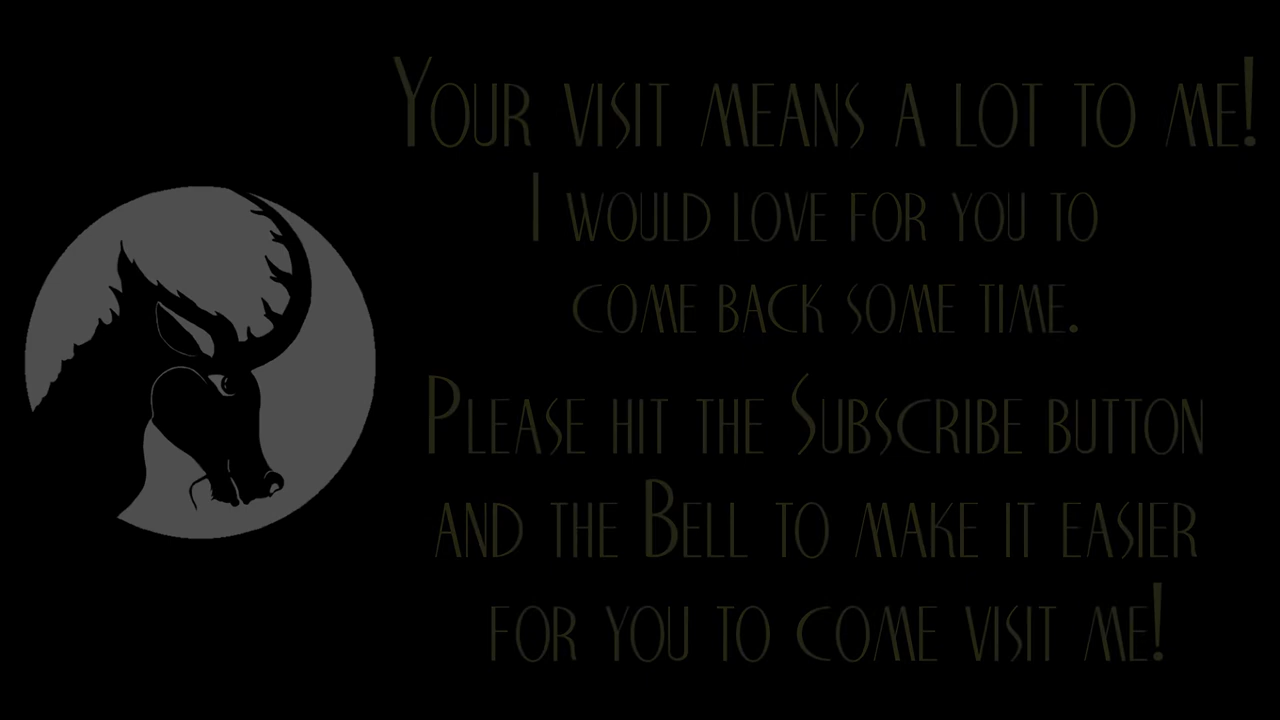 Your visit means a lot to me!
I would love for you to
come back some time.
Please hit the Subscribe button
and the Bell to make it easier
for you to come visit me!